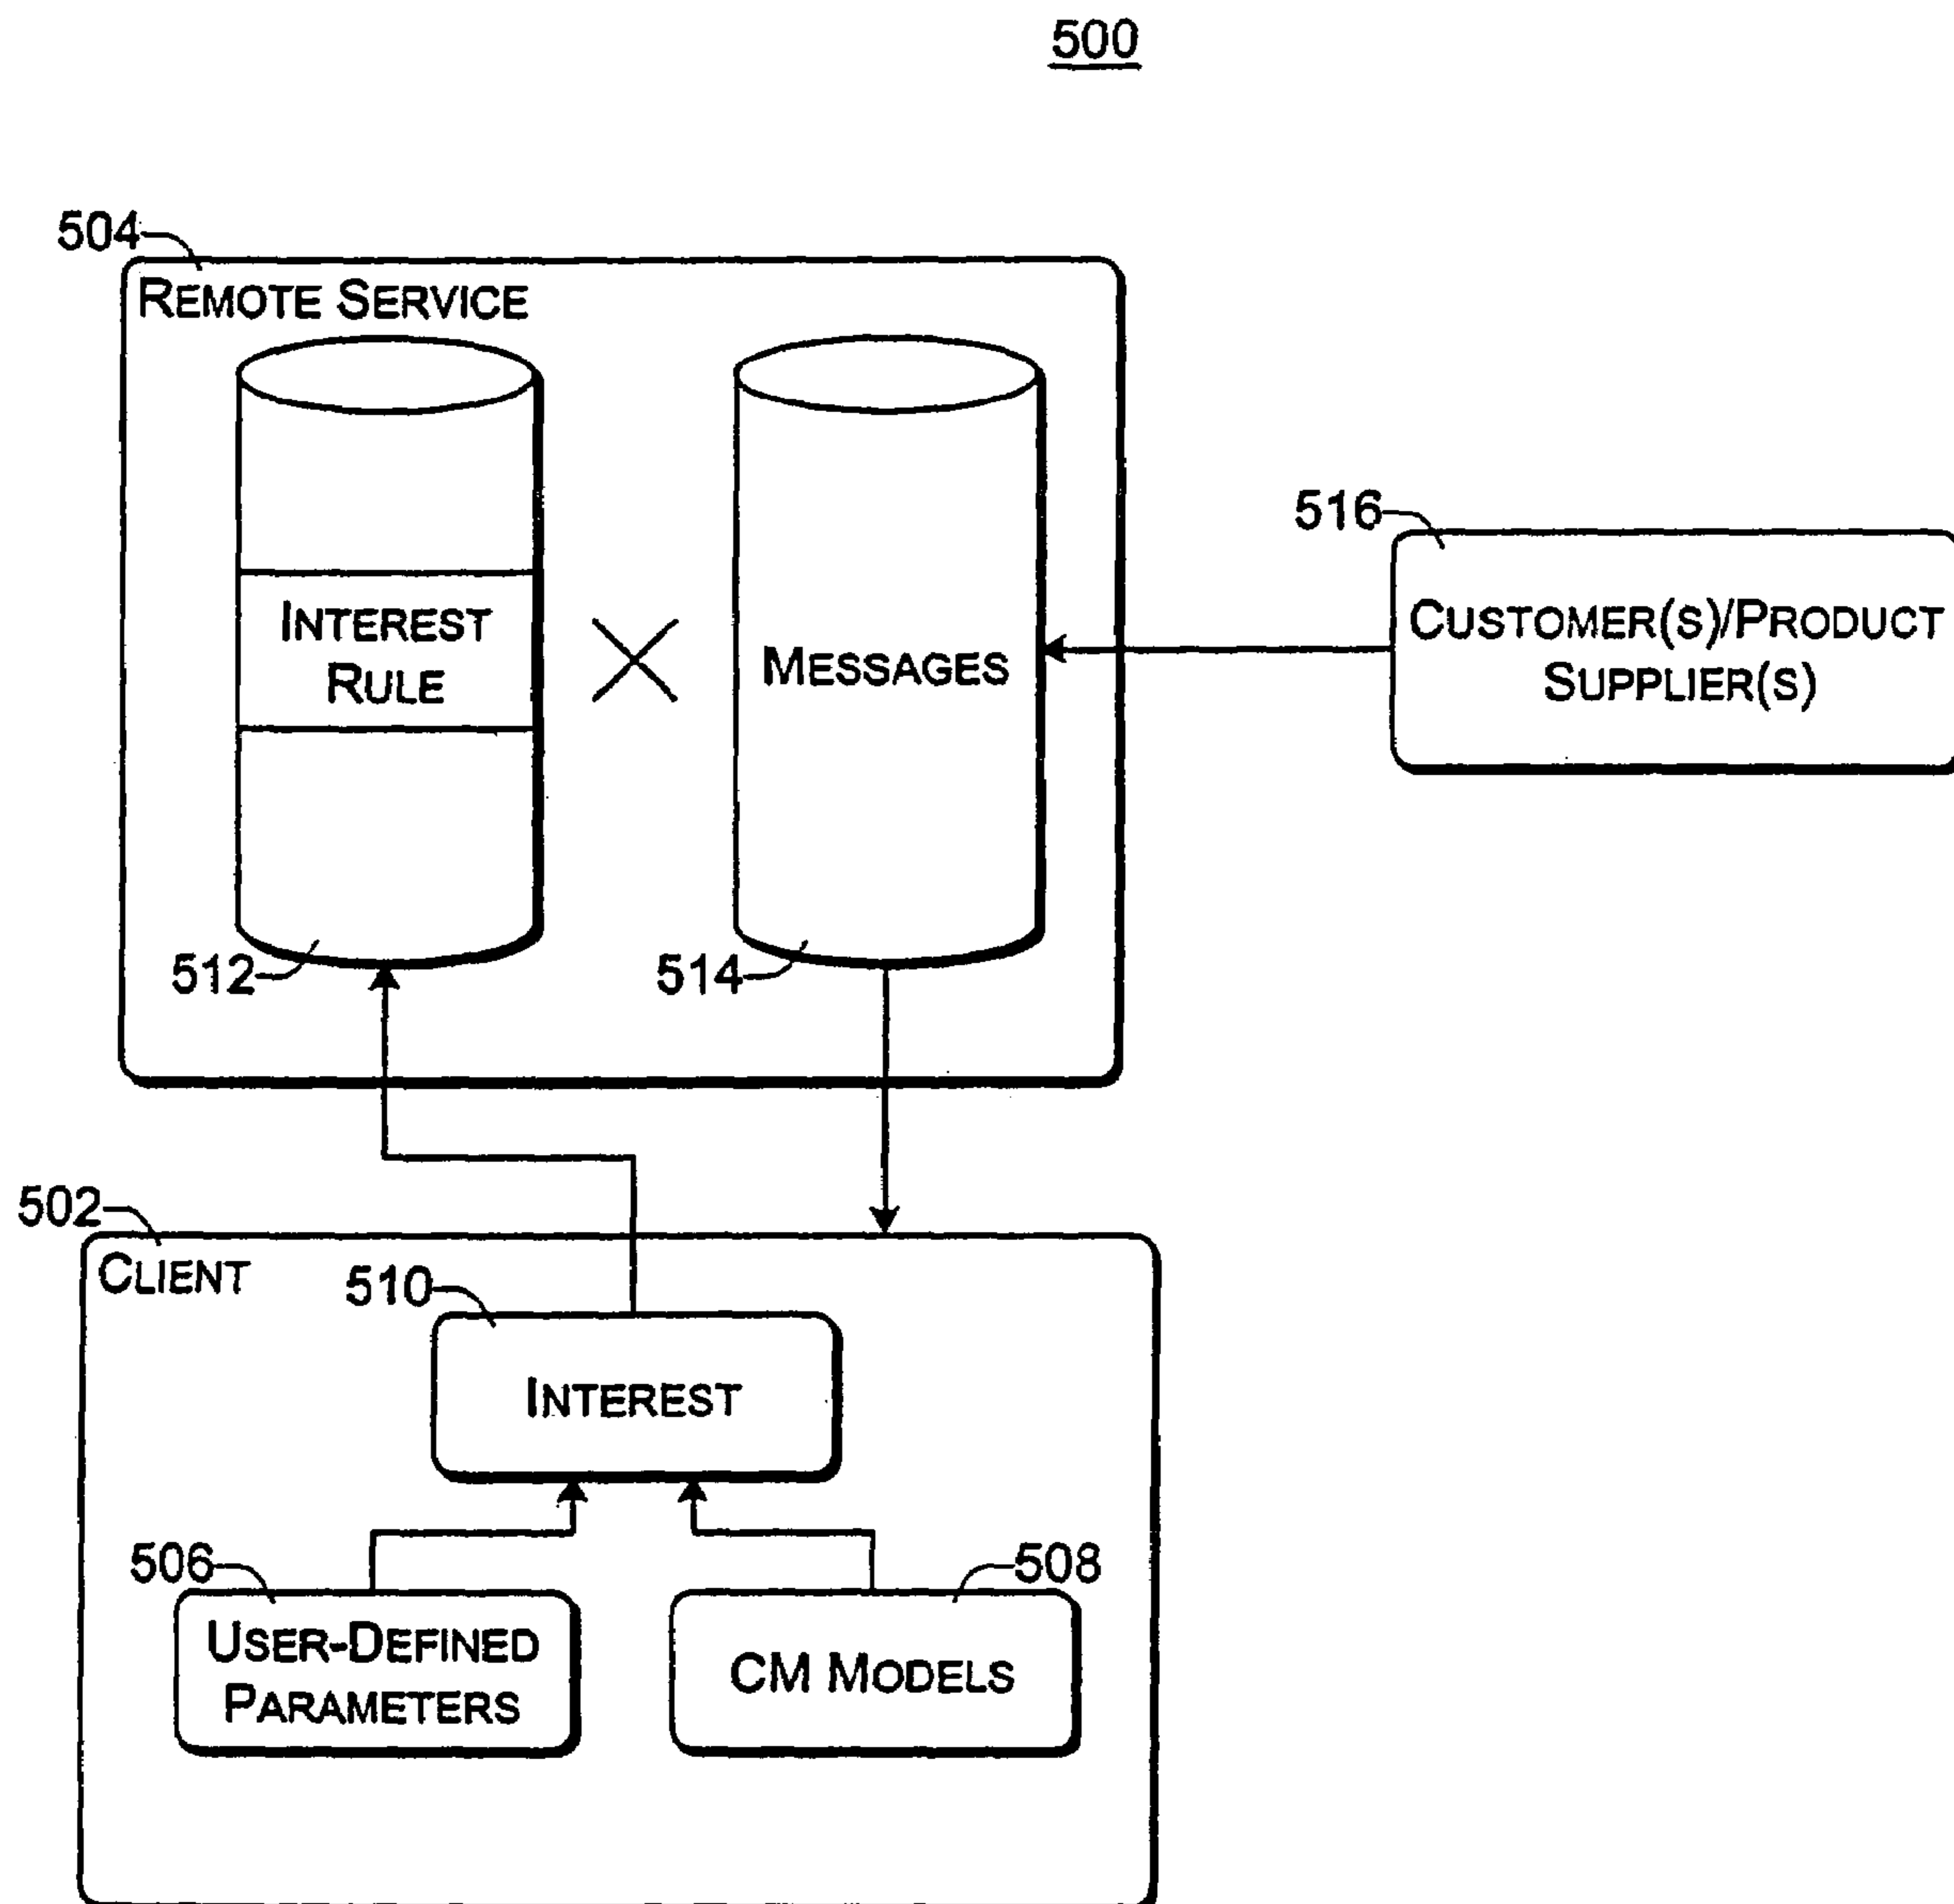 500
504
REMOTE SERVICE
INTEREST
RULE
MESSAGES
516
CUSTOMER(S)/PRODUCT
SUPPLIER(S)
512
514
502
CLIENT
510
INTEREST
506
508
USER-DEFINED
PARAMETERS
CM MODELS